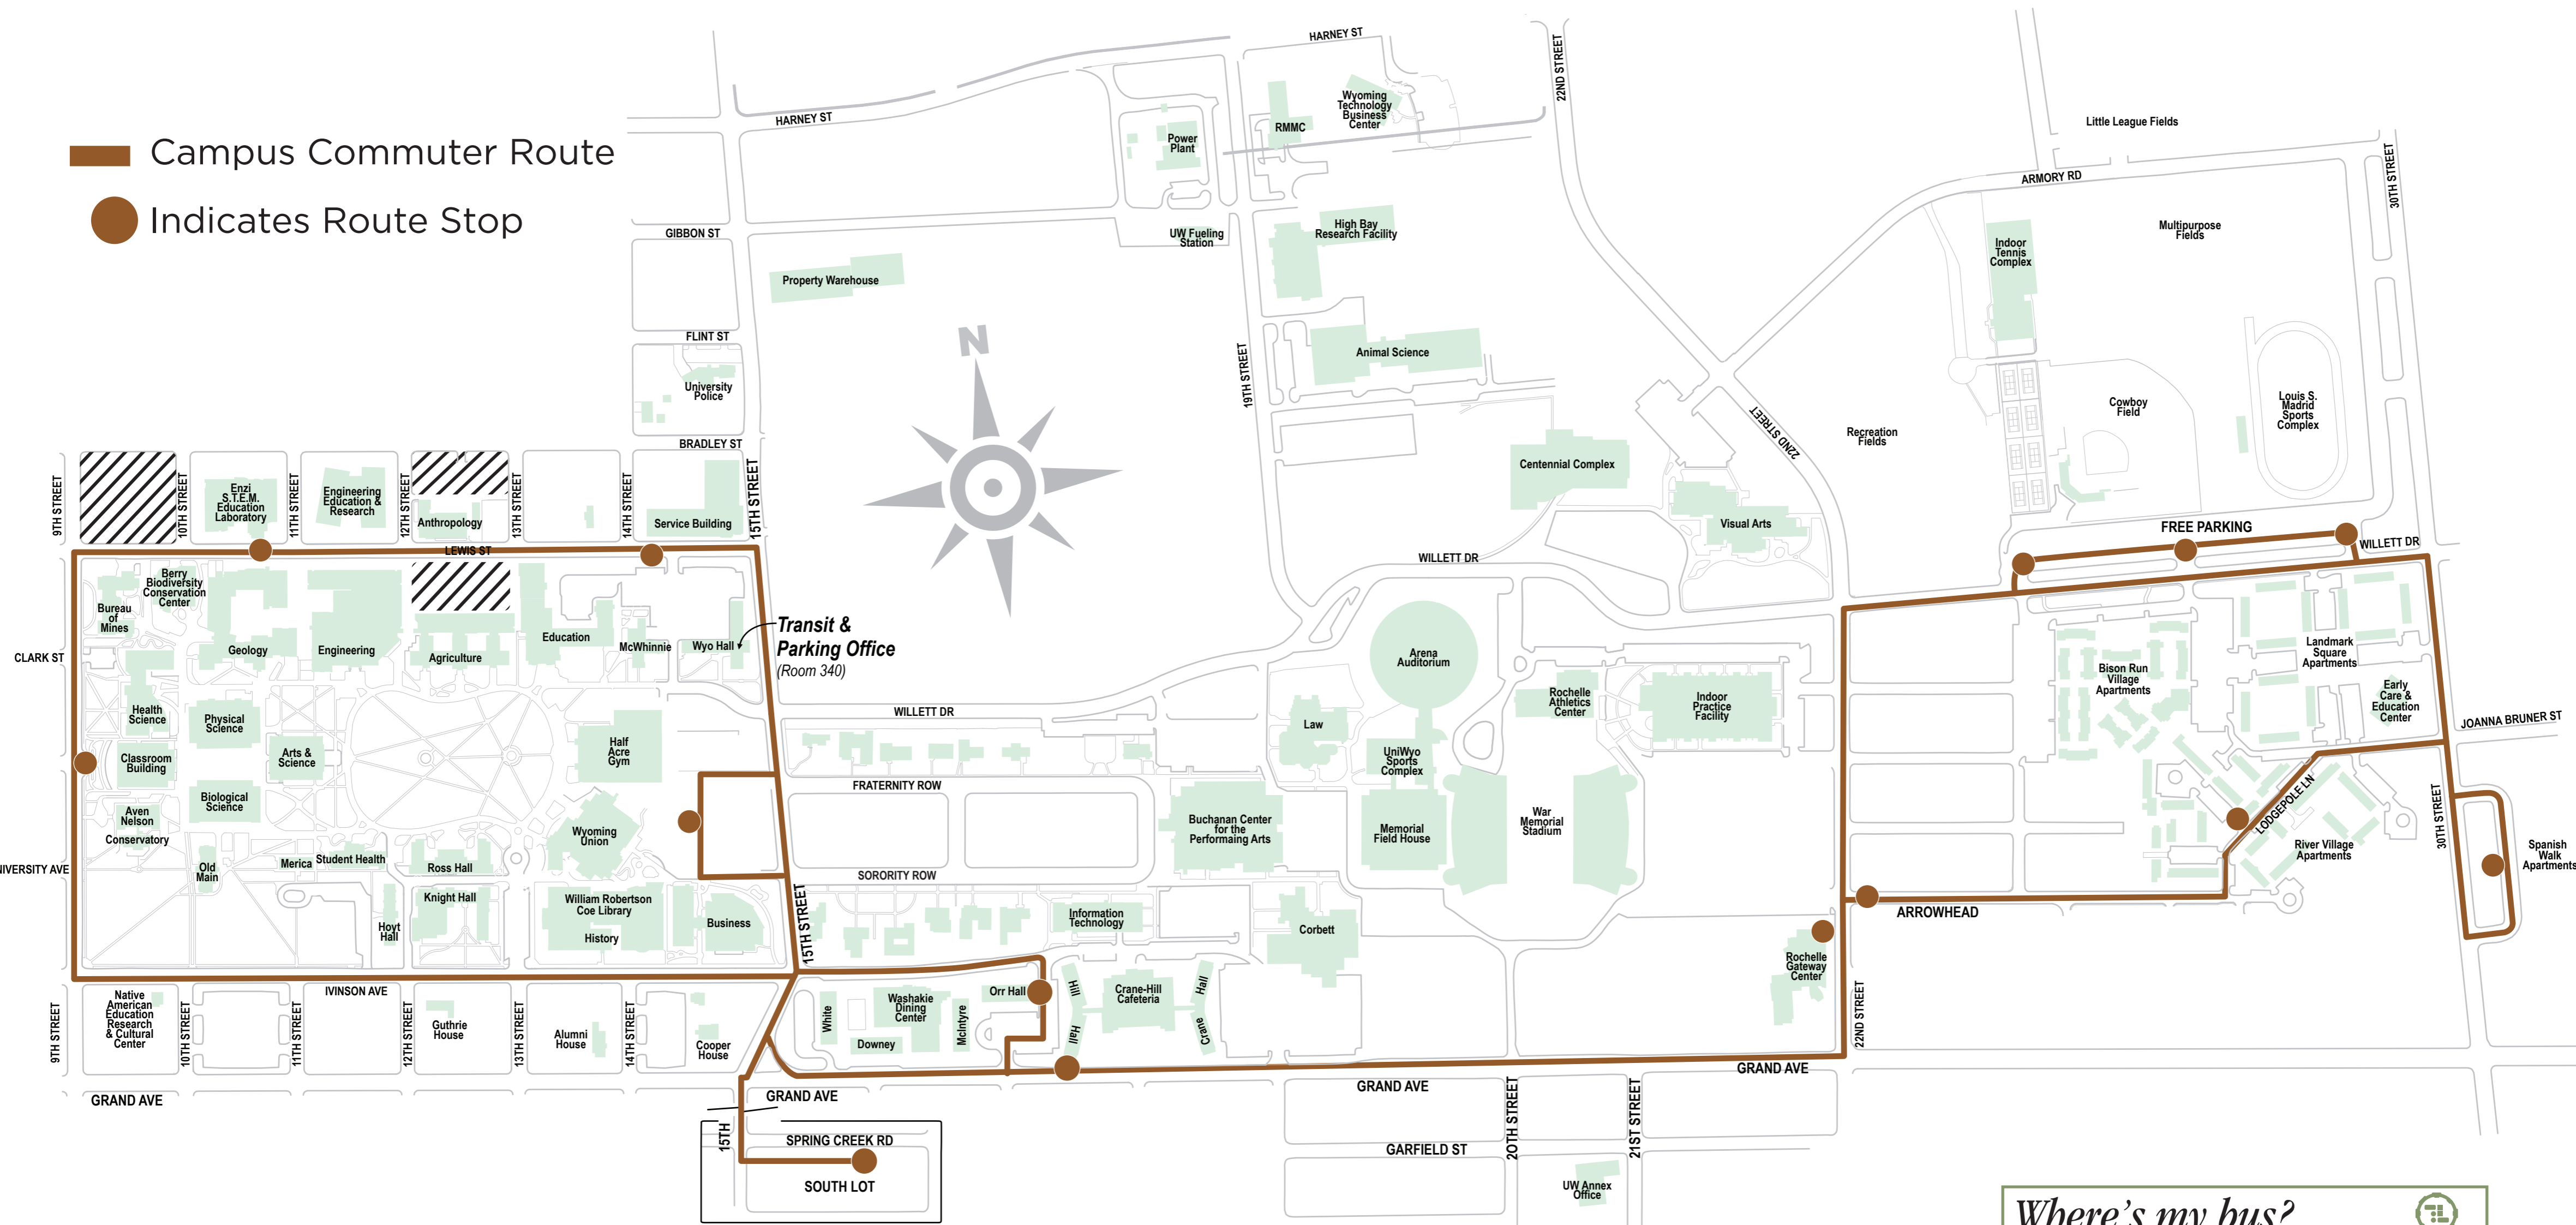 Campus Commuter Route
Indicates Route Stop
HARNEY ST
HARNEY ST
22ND STREET
Wyoming
Technology
Business
Center
RMMC
Power
Plant
Little League Fields
ARMORY RD
30TH STREET
GIBBON ST
UW Fueling
Station
High Bay
Research Facility
Multipurpose
Fields
Indoor
Tennis
Complex
Property Warehouse
N
FLINT ST
University
Police
19TH STREET
Animal Science
Cowboy
Field
Louis S.
Madrid
Sports
Complex
22ND STREET
Recreation
Fields
BRADLEY ST
Centennial Complex
9TH STREET
10TH STREET
Enzi
S.T.E.M.
Education
Laboratory
11TH STREET
Engineering
Education &
Research
12TH STREET
Anthropology
13TH STREET
14TH STREET
Service Building
15TH STREET
Visual Arts
FREE PARKING
WILLETT DR
LEWIS ST
WILLETT DR
Berry
Biodiversity
Conservation
Center
Bureau
of
Mines
CLARK ST
Geology
Engineering
Agriculture
Education
McWhinnie
Wyo Hall
Transit &
Parking Office
(Room 340)
Arena
Auditorium
Landmark
Square
Apartments
Bison Run
Village
Apartments
Early
Care &
Education
Center
JOANNA BRUNER ST
Health
Science
Physical
Science
WILLETT DR
Law
Rochelle
Athletics
Center
Indoor
Practice
Facility
Classroom
Building
Arts &
Science
Half
Acre
Gym
UniWyo
Sports
Complex
FRATERNITY ROW
Biological
Science
Aven
Nelson
Conservatory
Wyoming
Union
Buchanan Center
for the
Performaing Arts
Memorial
Field House
War
Memorial
Stadium
LODGEPOLE LN
30TH STREET
River Village
Apartments
Spanish
Walk
Apartments
NIVERSITY AVE
Old
Main
Merica
Student Health
Ross Hall
SORORITY ROW
Knight Hall
William Robertson
Coe Library
History
Business
Hoyt
Hall
15TH STREET
Information
Technology
Corbett
ARROWHEAD
Rochelle
Gateway
Center
IVINSON AVE
Native
American
Education
Research
& Cultural
Center
9TH STREET
10TH STREET
11TH STREET
12TH STREET
Guthrie
House
13TH STREET
Alumni
House
14TH STREET
Cooper
House
White
Washakie
Dining
Center
Downey
McIntyre
Orr Hall
Hill
Hall
Crane-Hill
Cafeteria
Hall
Crane
22ND STREET
GRAND AVE
GRAND AVE
GRAND AVE
GRAND AVE
15TH
SPRING CREEK RD
SOUTH LOT
20TH STREET
21ST STREET
GARFIELD ST
UW Annex
Office
Where's my bus?